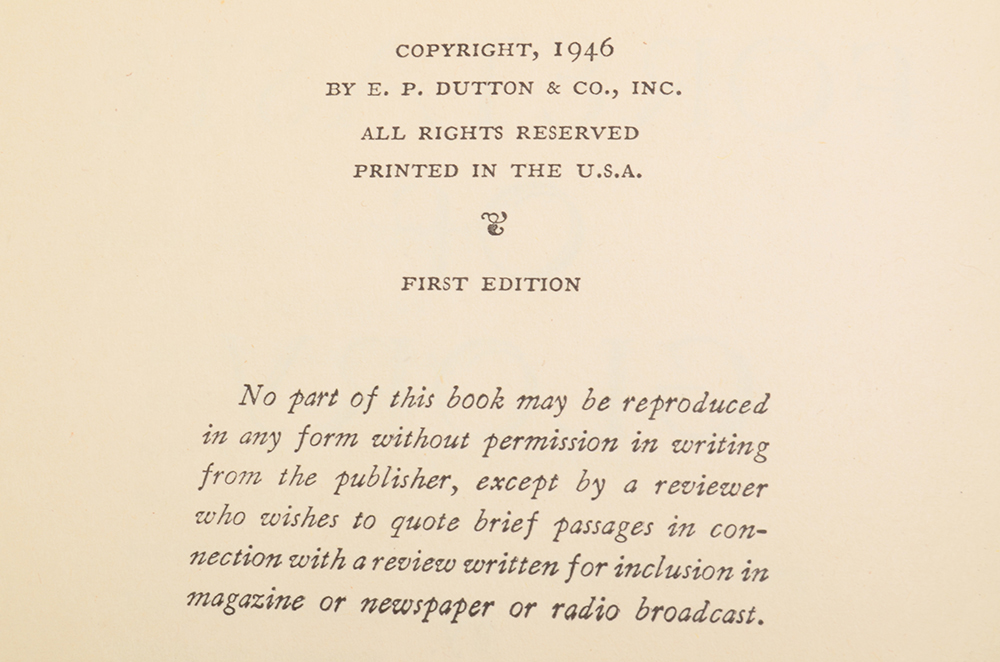 COPYRIGHT, 1946
BY E. P. DUTTON & CO., INC.
ALL RIGHTS RESERVED
PRINTED IN THE U.S.A.
FIRST EDITION
No part of this book may be reproduced
in any form without permission in writing
from the publisher, except by a reviewer
who wishes to quote brief passages in con-
nection with a review written for inclusion in
magazine or newspaper or radio broadcast.